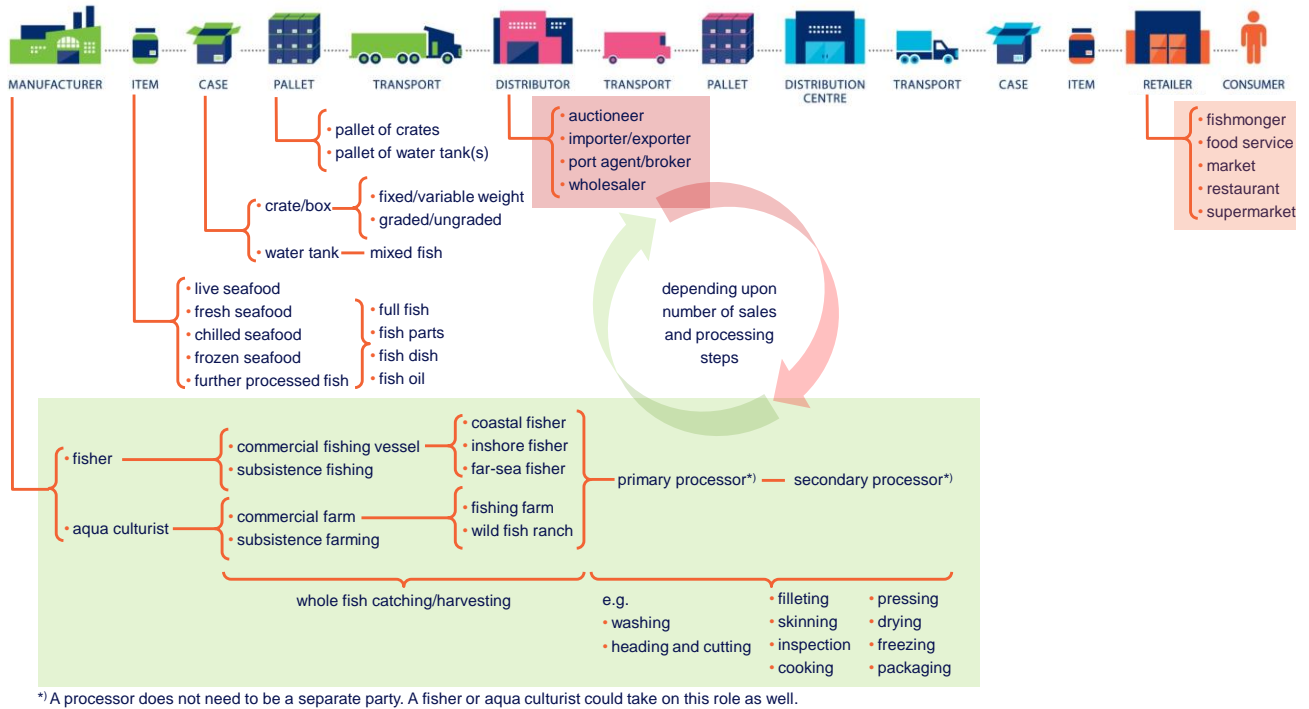 MANUFACTURER
ITEM
CASE
PALLET
TRANSPORT
DISTRIBUTOR
TRANSPORT
PALLET
DISTRIBUTION
CENTRE
TRANSPORT
CASE
ITEM
RETAILER
CONSUMER
• pallet of crates
• pallet of water tank(s)
• auctioneer
• importer/exporter
• port agent/broker
• wholesaler
• fishmonger
• food service
• market
• restaurant
• supermarket
• crate/box
• fixed/variable weight
• graded/ungraded
• water tank
mixed fish
• live seafood
• fresh seafood
• chilled seafood
• frozen seafood
• further processed fish
• full fish
• fish parts
• fish dish
• fish oil
depending upon
number of sales
and processing
steps
• fisher
• commercial fishing vessel
• subsistence fishing
• coastal fisher
• inshore fisher
• far-sea fisher
• aqua culturist
• commercial farm
• subsistence farming
• fishing farm
• wild fish ranch
primary processor*)
secondary processor*)
whole fish catching/harvesting
e.g.
• washing
• heading and cutting
• filleting
• skinning
• inspection
• cooking
• pressing
• drying
• freezing
• packaging
*) A processor does not need to be a separate party. A fisher or aqua culturist could take on this role as well.